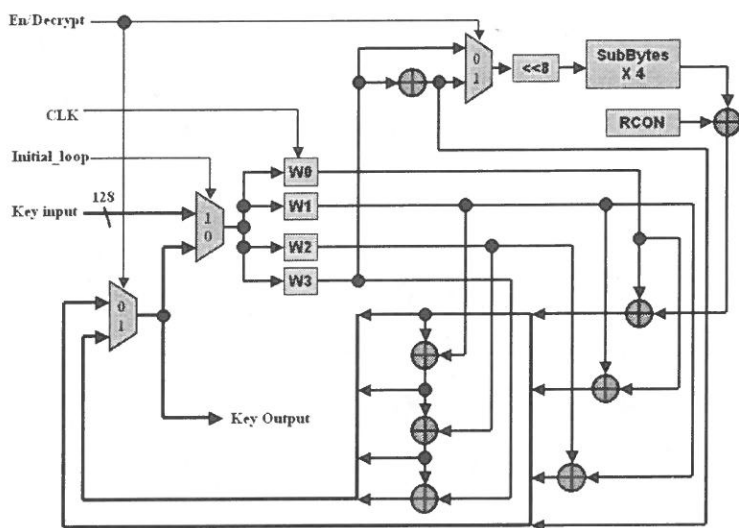 En/Decrypt
0
1
<<8
SubBytes
X 4
CLK
RCON
Initial_loop
W0
128
Key input
1
0
W1
W2
W3
0
1
Key Output